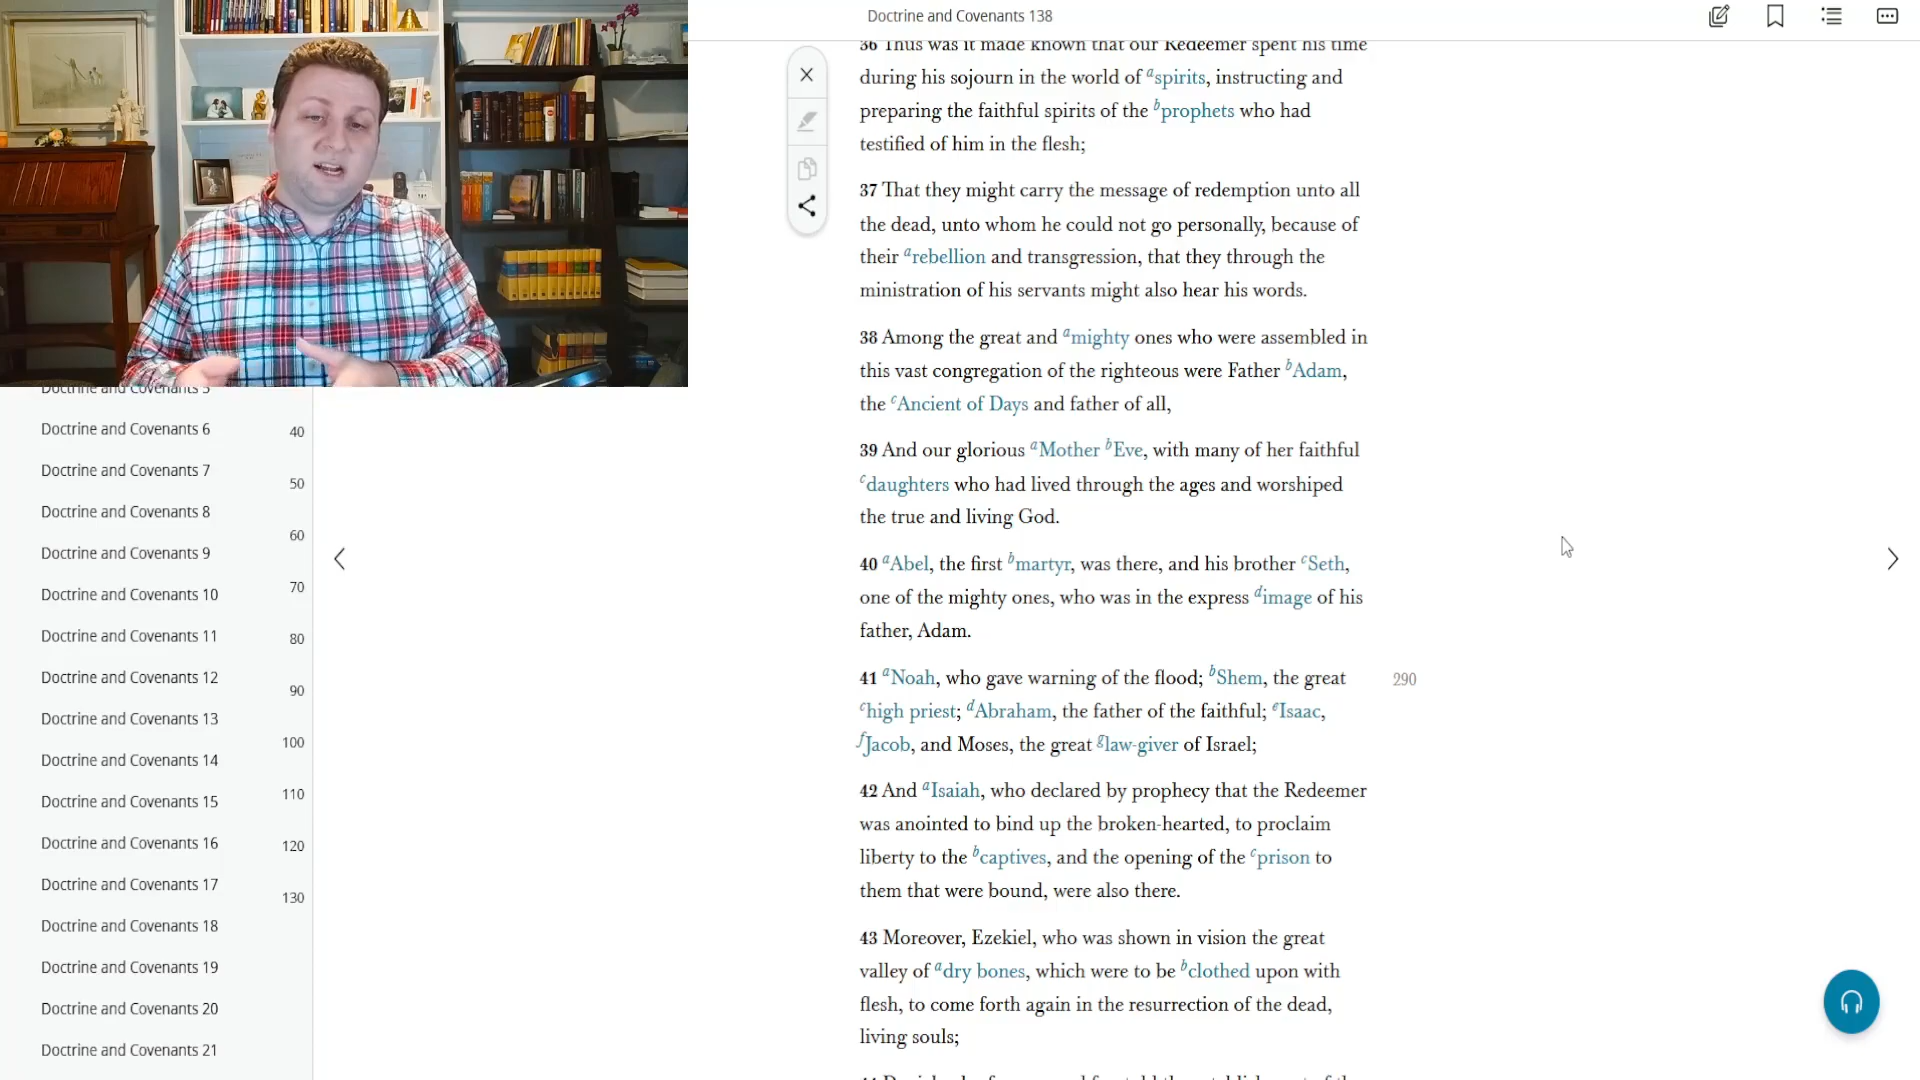 Doctrine and Covenants 138
36 Thus was it made known that our Redeemer spent his time
during his sojourn in the world of aspirits, instructing and
preparing the faithful spirits of the bprophets who had
testified of him in the flesh;
37 That they might carry the message of redemption unto all
the dead, unto whom he could not go personally, because of
their arebellion and transgression, that they through the
ministration of his servants might also hear his words.
38 Among the great and amighty ones who were assembled in
this vast congregation of the righteous were Father bAdam,
the cAncient of Days and father of all,
39 And our glorious aMother bEve, with many of her faithful
cdaughters who had lived through the ages and worshiped
the true and living God.
40 aAbel, the first bmartyr, was there, and his brother cSeth,
one of the mighty ones, who was in the express dimage of his
father, Adam.
41 aNoah, who gave warning of the flood; bShem, the great
chigh priest; dAbraham, the father of the faithful; eIsaac,
fJacob, and Moses, the great glaw-giver of Israel;
290
42 And aIsaiah, who declared by prophecy that the Redeemer
was anointed to bind up the broken-hearted, to proclaim
liberty to the bcaptives, and the opening of the cprison to
them that were bound, were also there.
43 Moreover, Ezekiel, who was shown in vision the great
valley of adry bones, which were to be bclothed upon with
flesh, to come forth again in the resurrection of the dead,
living souls;
Doctrine and Covenants 5
Doctrine and Covenants 6
Doctrine and Covenants 7
Doctrine and Covenants 8
Doctrine and Covenants 9
Doctrine and Covenants 10
Doctrine and Covenants 11
Doctrine and Covenants 12
Doctrine and Covenants 13
Doctrine and Covenants 14
Doctrine and Covenants 15
Doctrine and Covenants 16
Doctrine and Covenants 17
Doctrine and Covenants 18
Doctrine and Covenants 19
Doctrine and Covenants 20
Doctrine and Covenants 21
40
50
60
70
80
90
100
110
120
130